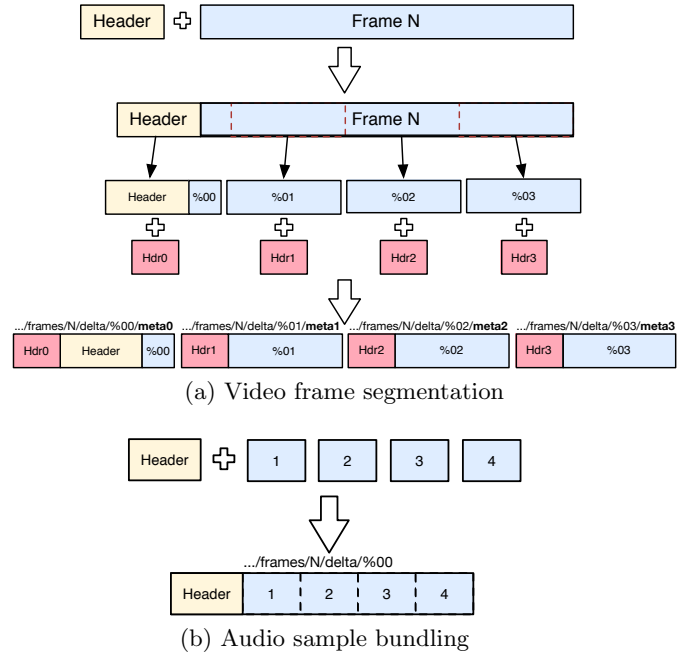 Header Frame N
Header Frame N
Header %00 %01 %02 %03
Hdr0 Hdr1 Hdr2 Hdr3
.../frames/N/delta/%00/meta0 .../frames/N/delta/%01/meta1 .../frames/N/delta/%02/meta2 .../frames/N/delta/%03/meta3
Hdr0 Header %00 Hdr1 %01 Hdr2 %02 Hdr3 %03
(a) Video frame segmentation
Header 1 2 3 4
.../frames/N/delta/%00
Header 1 2 3 4
(b) Audio sample bundling